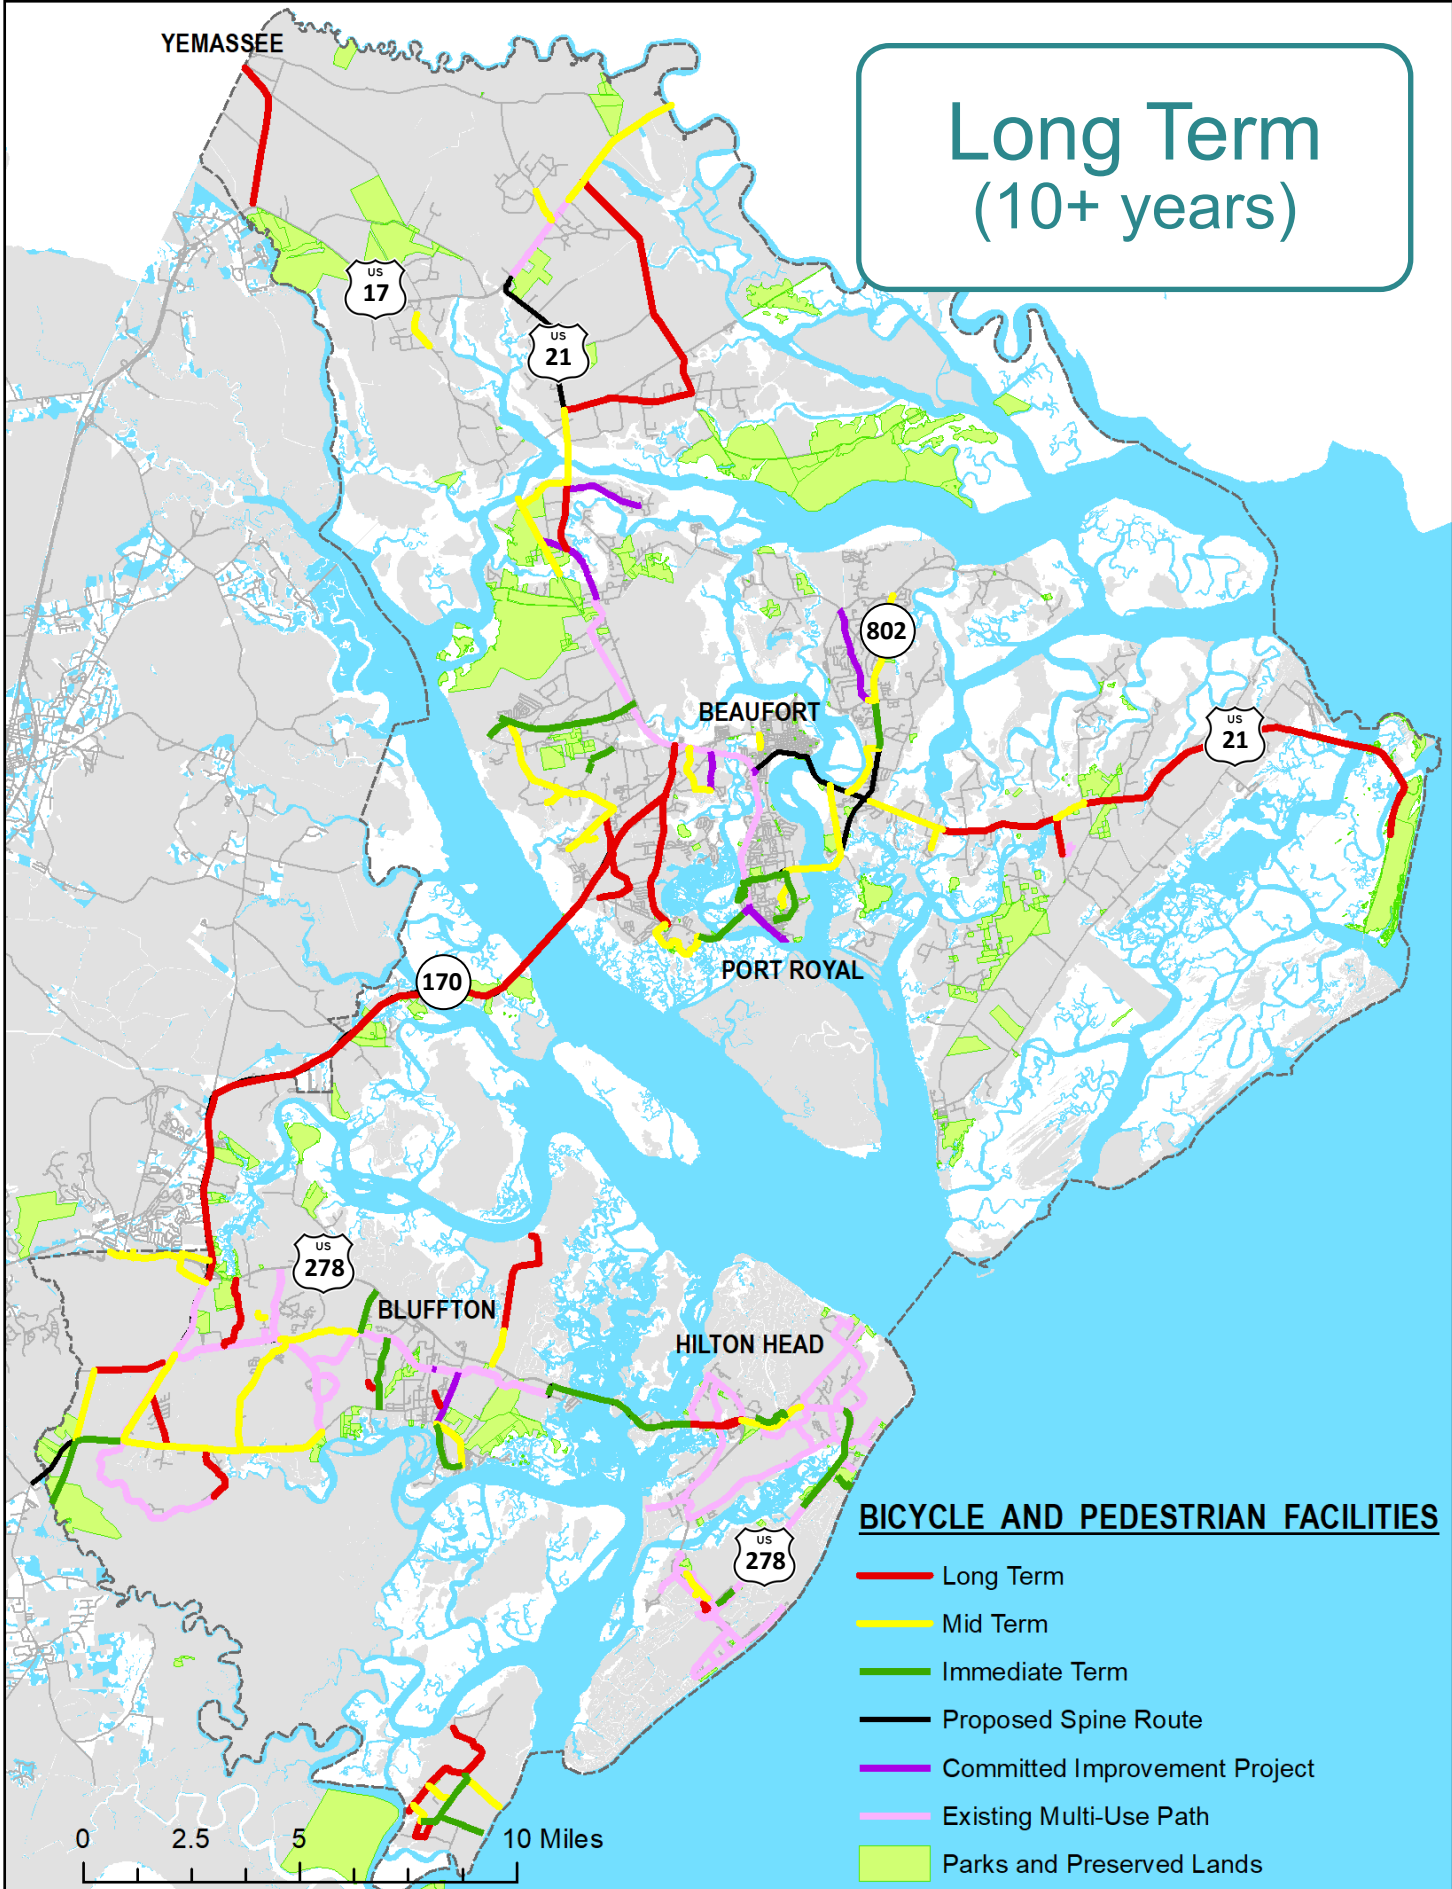 YEMASSEE
Long Term
(10+ years)
US
17
US
21
802
BEAUFORT
US
21
PORT ROYAL
170
US
278
BLUFFTON
HILTON HEAD
US
278
BICYCLE AND PEDESTRIAN FACILITIES
Long Term
Mid Term
Immediate Term
Proposed Spine Route
Committed Improvement Project
Existing Multi-Use Path
Parks and Preserved Lands
0 2.5 5 10 Miles